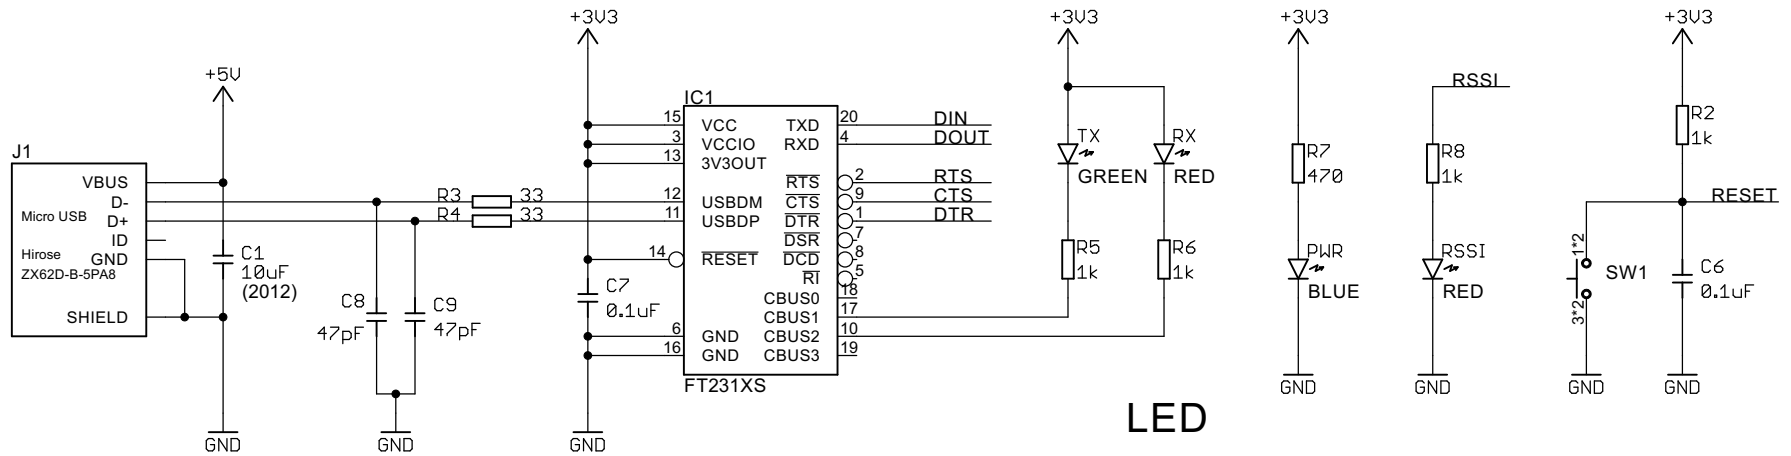 +5V
J1
VBUS
D-
D+
ID
GND
SHIELD
Micro USB
Hirose
ZX62D-B-5PA8
C1
10uF
(2012)
GND
R3 33
R4 33
C8
47pF
C9
47pF
GND
+3V3
C7
0.1uF
GND
IC1
15 VCC
3 VCCIO
13 3V3OUT
12 USBDM
11 USBDP
14 RESET
6 GND
16 GND
TXD 20 DIN
RXD 4 DOUT
RTS 2 RTS
CTS 9 CTS
DTR 1 DTR
DSR 7
DCD 8
RI 5
CBUS0 18
CBUS1 17
CBUS2 10
CBUS3 19
FT231XS
+3V3
TX
GREEN
RX
RED
R5
1k
R6
1k
LED
+3V3
R7
470
PWR
BLUE
GND
RSSI
R8
1k
RSSI
RED
GND
+3V3
R2
1k
RESET
1*2
SW1
3*2
GND
C6
0.1uF
GND